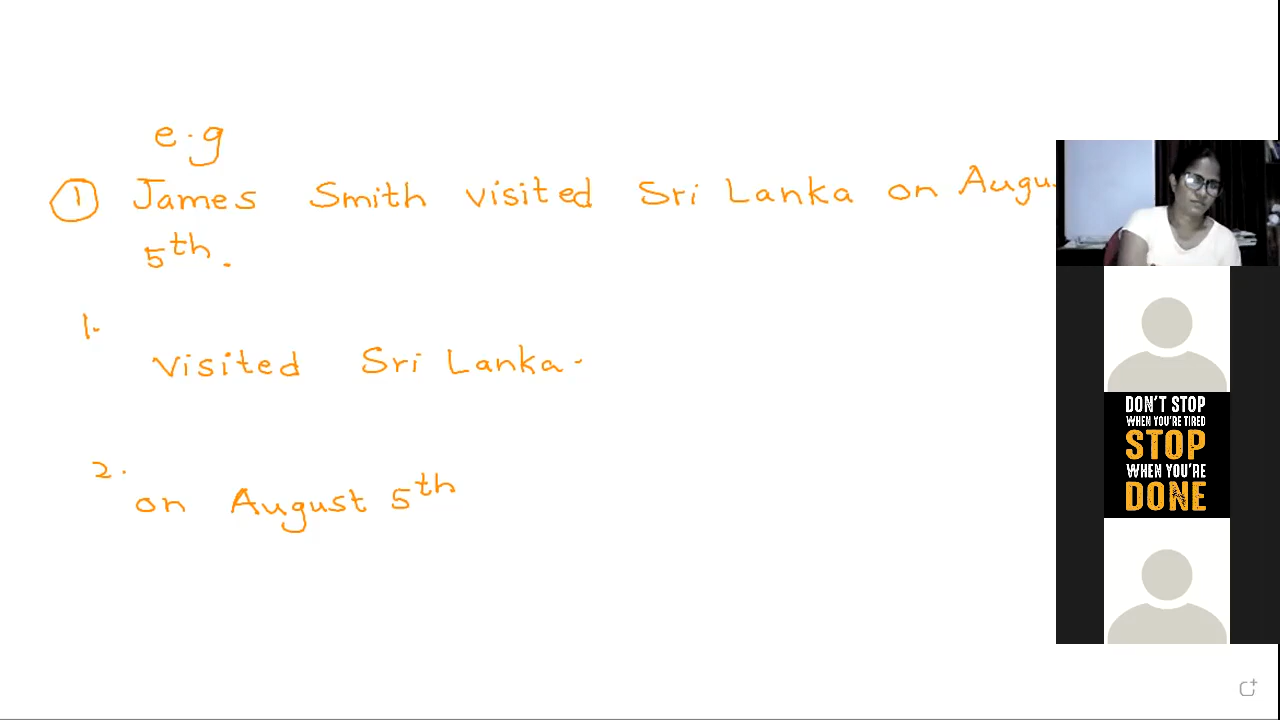 e.g
① James Smith visited Sri Lanka on Augu
5th.
1.
visited Sri Lanka.
2.
on August 5th
DON'T STOP
WHEN YOU'RE TIRED
STOP
WHEN YOU'RE
DONE